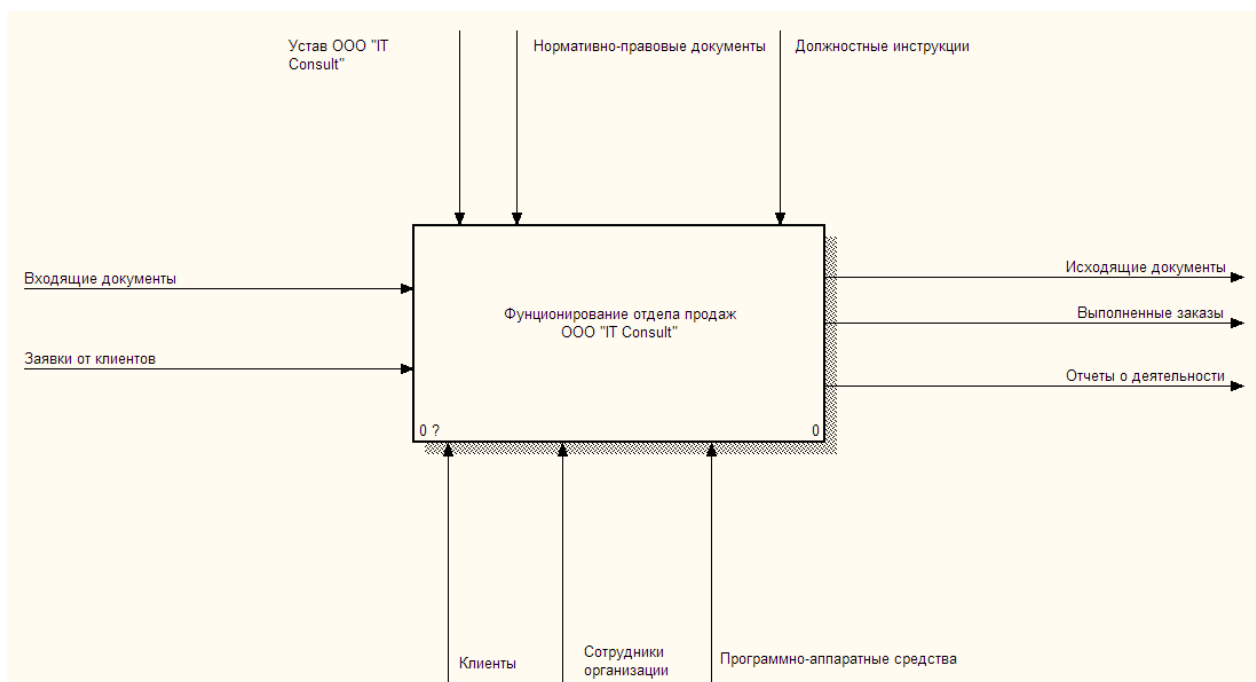 Устав ООО "IT
Consult"
Нормативно-правовые документы
Должностные инструкции
Входящие документы
Заявки от клиентов
Фунционирование отдела продаж
ООО "IT Consult"
0 ?
0
Исходящие документы
Выполненные заказы
Отчеты о деятельности
Клиенты
Сотрудники
организации
Программно-аппаратные средства